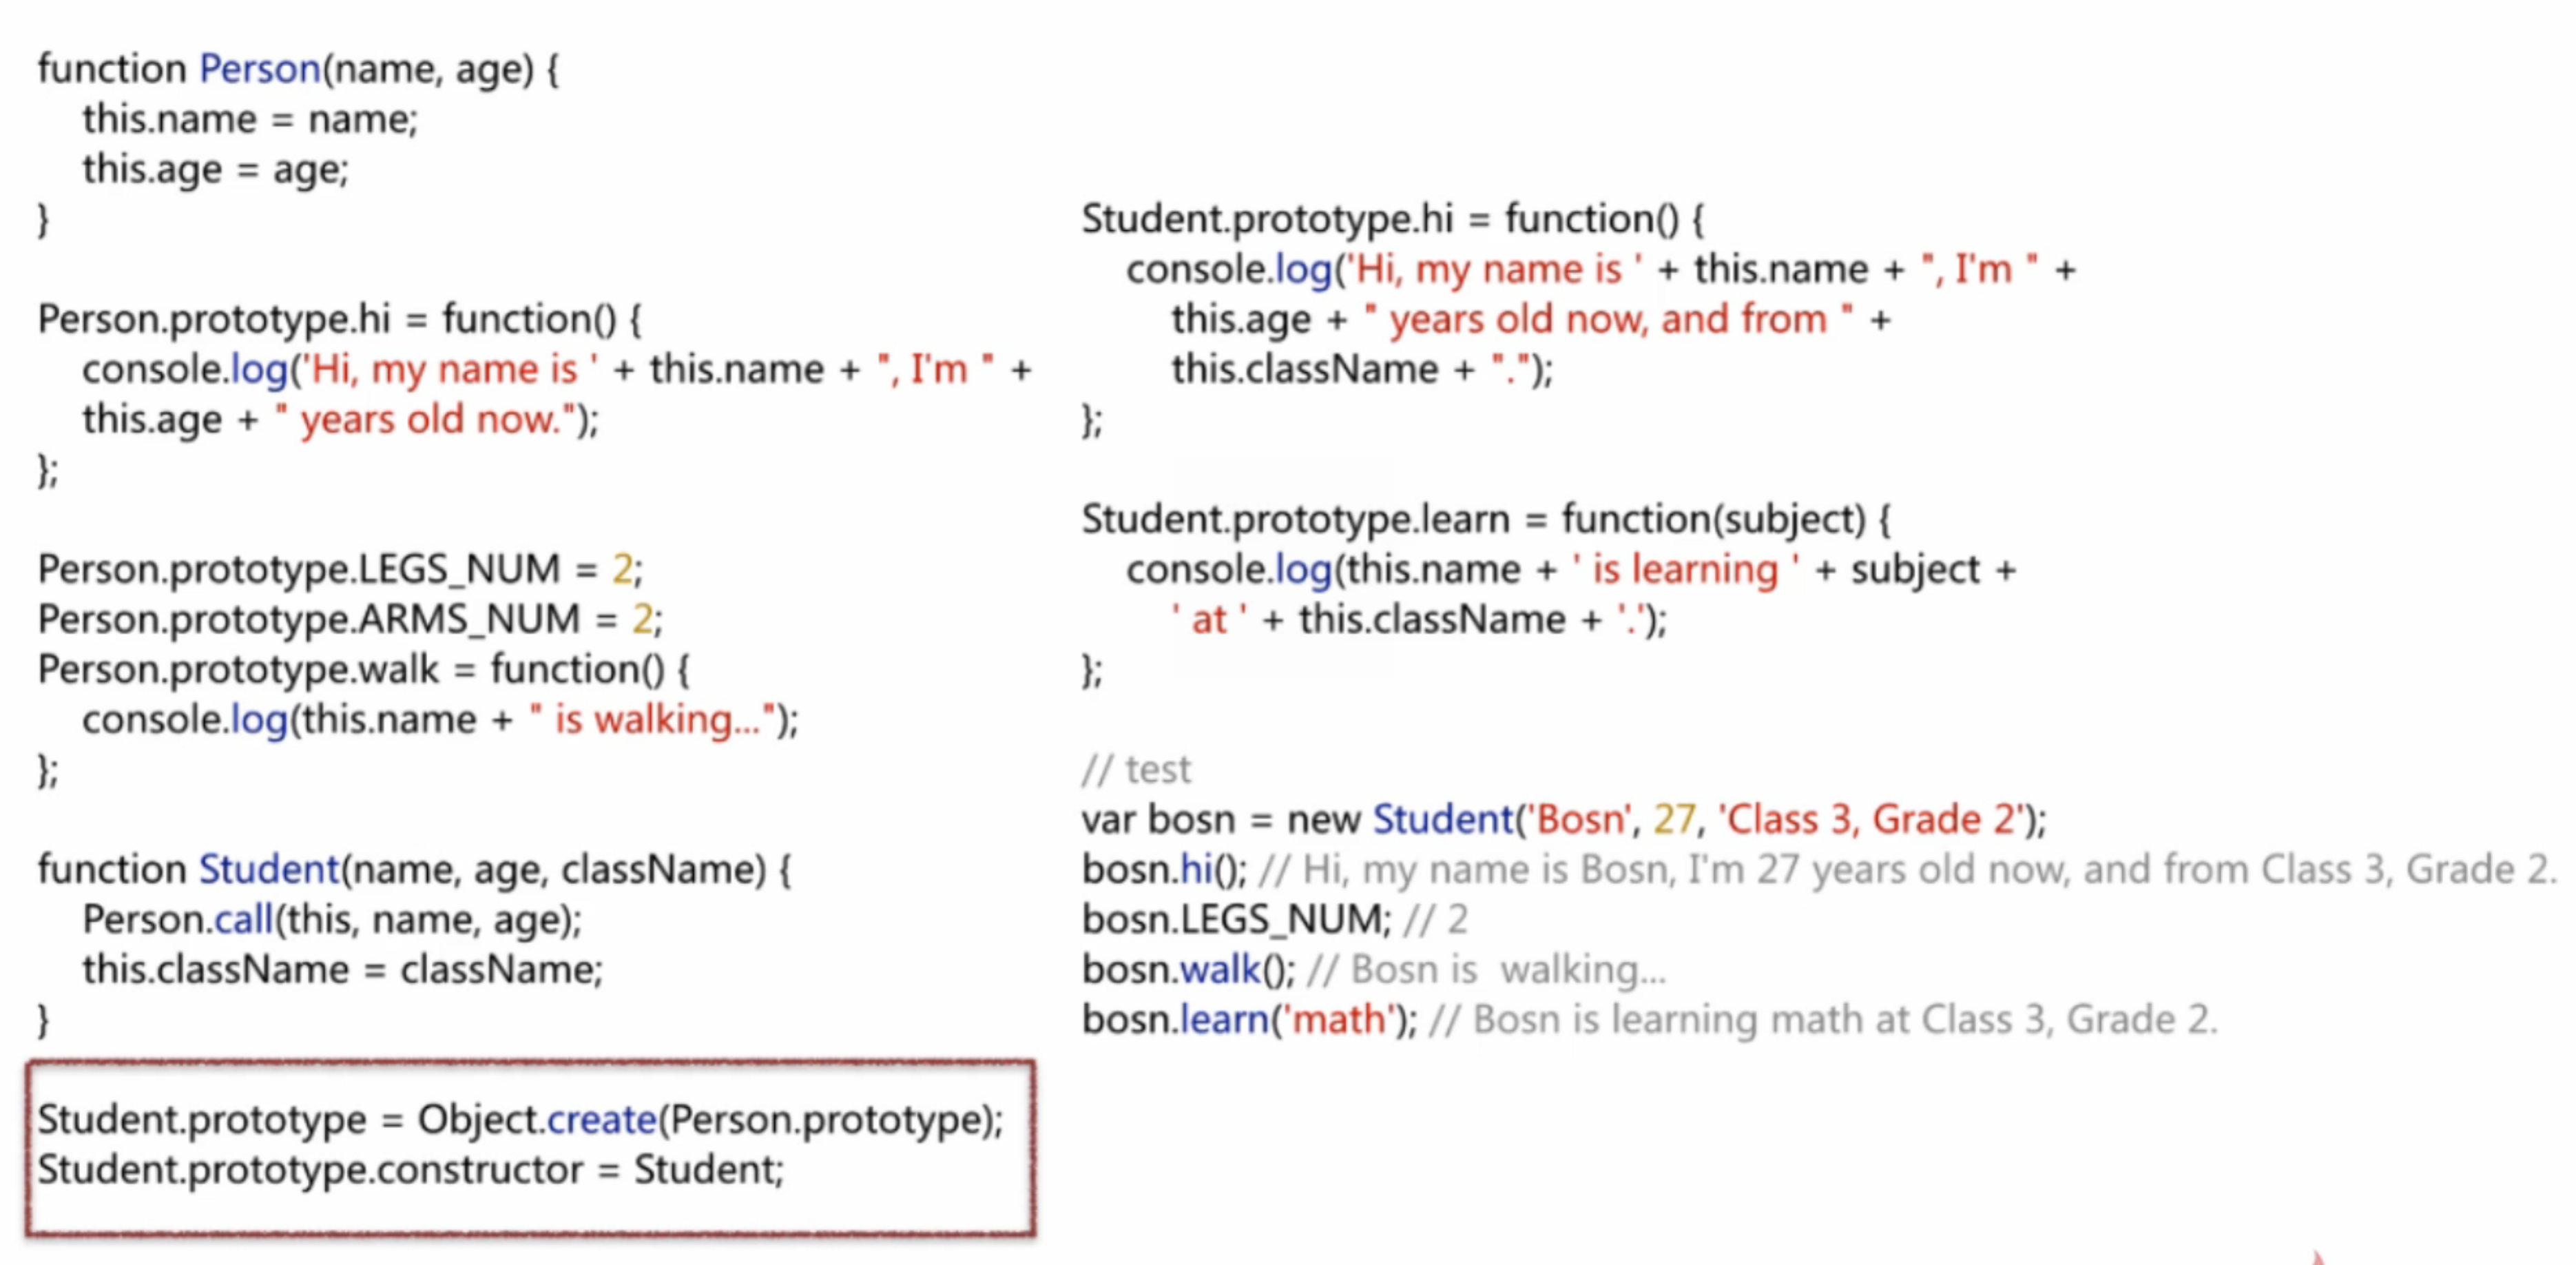 function Person(name, age) {
this.name = name;
this.age = age;
}
Person.prototype.hi = function() {
console.log('Hi, my name is ' + this.name + ", I'm " +
this.age + " years old now.");
};
Person.prototype.LEGS_NUM = 2;
Person.prototype.ARMS_NUM = 2;
Person.prototype.walk = function() {
console.log(this.name + " is walking...");
};
function Student(name, age, className) {
Person.call(this, name, age);
this.className = className;
}
Student.prototype = Object.create(Person.prototype);
Student.prototype.constructor = Student;
Student.prototype.hi = function() {
console.log('Hi, my name is ' + this.name + ", I'm " +
this.age + " years old now, and from " +
this.className + ".");
};
Student.prototype.learn = function(subject) {
console.log(this.name + ' is learning ' + subject +
' at ' + this.className + '.');
};
// test
var bosn = new Student('Bosn', 27, 'Class 3, Grade 2');
bosn.hi(); // Hi, my name is Bosn, I'm 27 years old now, and from Class 3, Grade 2.
bosn.LEGS_NUM; // 2
bosn.walk(); // Bosn is  walking...
bosn.learn('math'); // Bosn is learning math at Class 3, Grade 2.